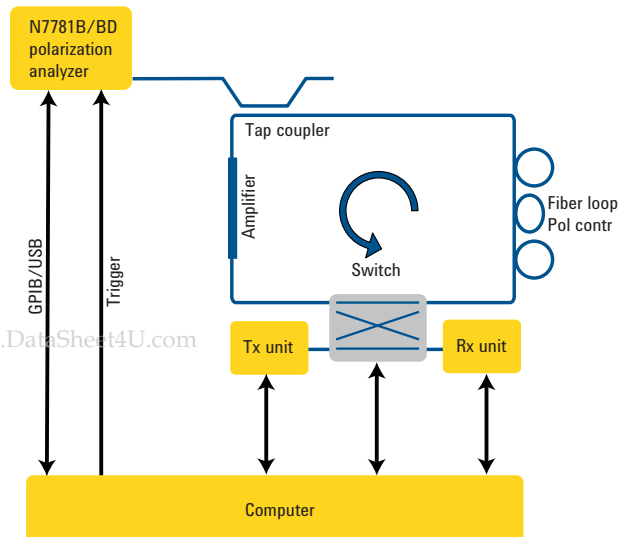 N7781B/BD
polarization
analyzer
Tap coupler
Amplifier
Fiber loop
Pol contr
Switch
GPIB/USB
Trigger
.DataSheet4U.com
Tx unit
Rx unit
Computer